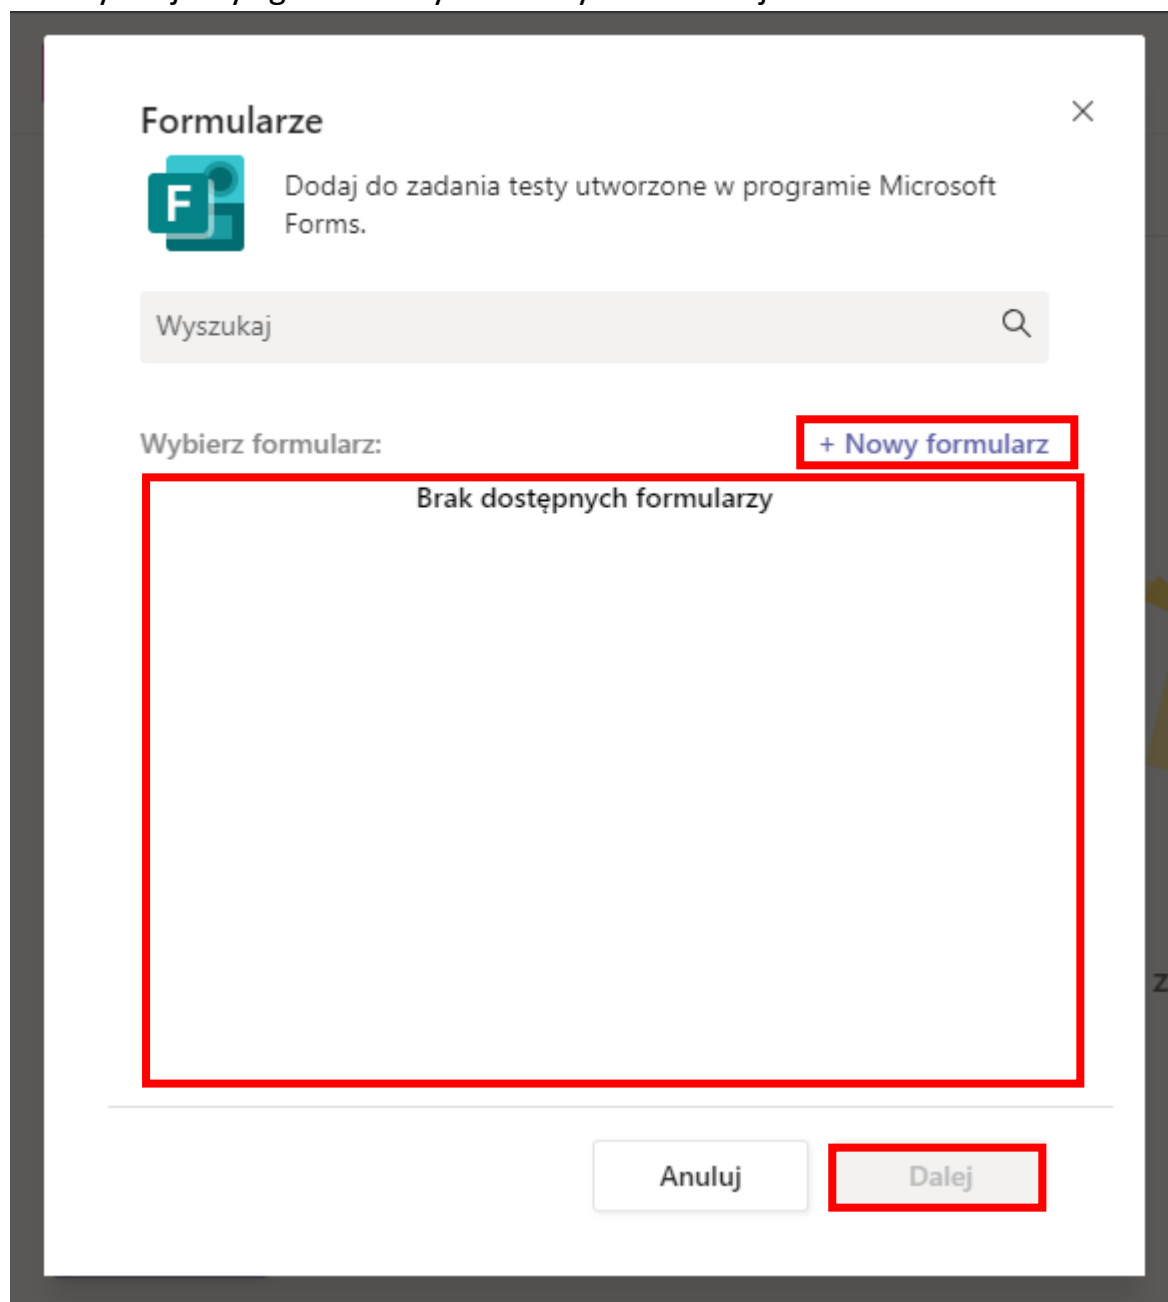 Formularze
F
Dodaj do zadania testy utworzone w programie Microsoft
Forms.
Wyszukaj
Wybierz formularz:
+ Nowy formularz
Brak dostępnych formularzy
z
Anuluj
Dalej